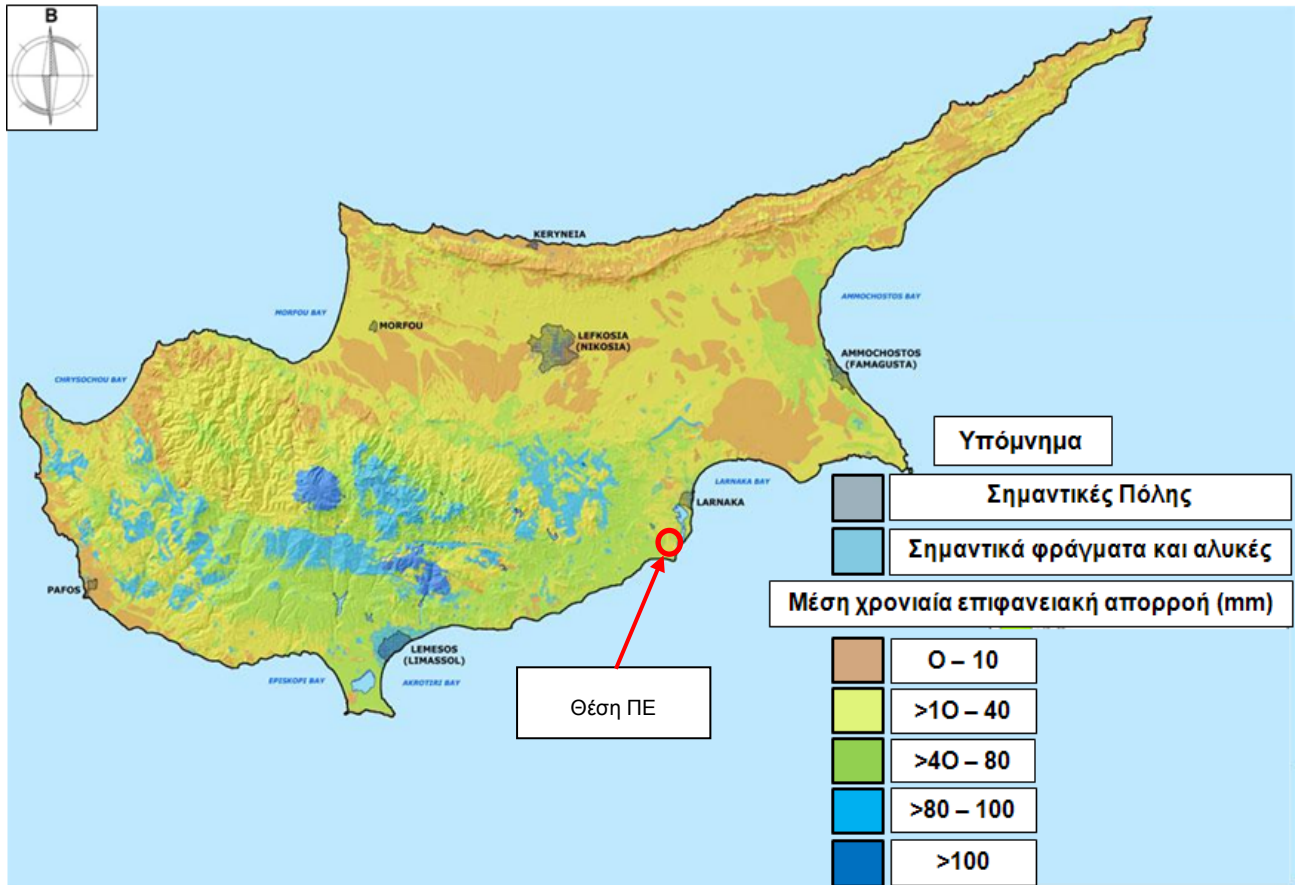 Β
KERYNEIA
MORFOU BAY
MORFOU
LEFKOSIA
(NIKOSIA)
AMMOCHOSTOS BAY
AMMOCHOSTOS
(FAMAGUSTA)
CHRYSOCHOU BAY
LARNAKA BAY
LARNAKA
PAFOS
LEMESOS
(LIMASSOL)
EPISKOPI BAY
AKROTIRI BAY
Θέση ΠΕ
Υπόμνημα
Σημαντικές Πόλης
Σημαντικά φράγματα και αλυκές
Μέση χρονιαία επιφανειακή απορροή (mm)
Ο – 10
>1Ο – 40
>4Ο – 80
>80 – 100
>100